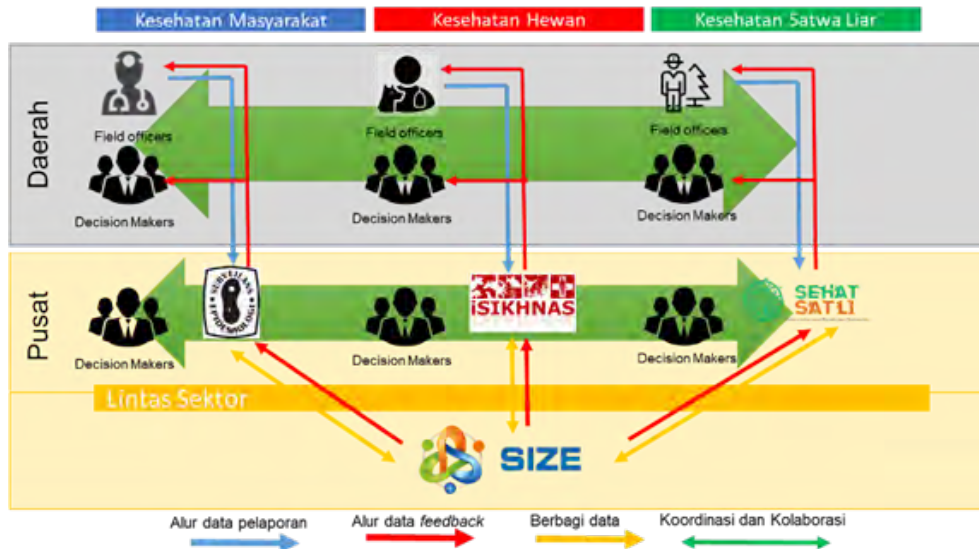 Kesehatan Masyarakat
Kesehatan Hewan
Kesehatan Satwa Liar
Daerah
Field officers
Field officers
Field officers
Decision Makers
Decision Makers
Decision Makers
Pusat
SURVEILANS
EPIDEMIOLOGI
iSIKHNAS
SEHAT
SATLI
Decision Makers
Decision Makers
Decision Makers
Lintas Sektor
SIZE
Alur data pelaporan
Alur data feedback
Berbagi data
Koordinasi dan Kolaborasi